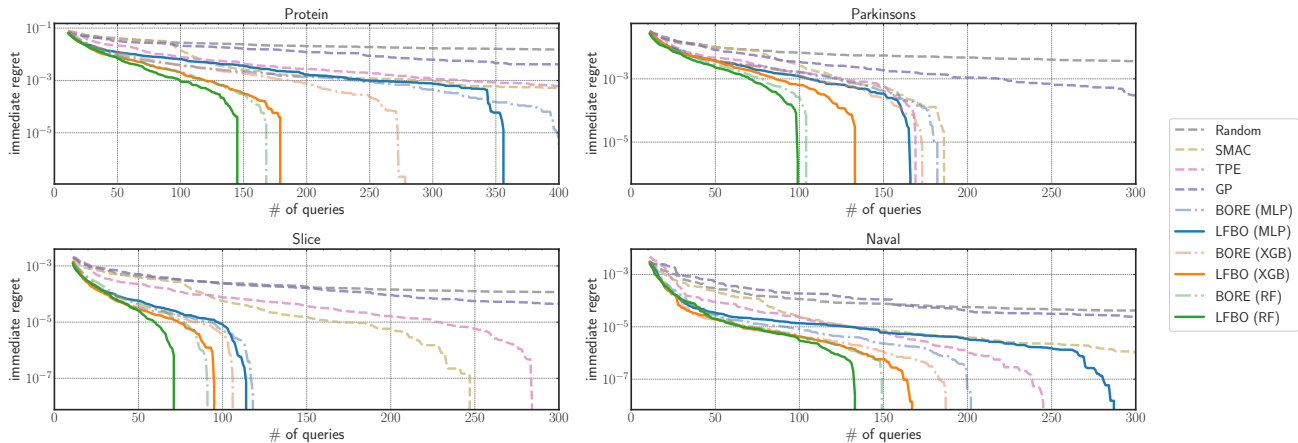 Protein
immediate regret
10^{-1}
10^{-3}
10^{-5}
0 50 100 150 200 250 300 350 400
# of queries
Parkinsons
immediate regret
10^{-3}
10^{-5}
0 50 100 150 200 250 300
# of queries
Slice
immediate regret
10^{-3}
10^{-5}
10^{-7}
0 50 100 150 200 250 300
# of queries
Naval
immediate regret
10^{-3}
10^{-5}
10^{-7}
0 50 100 150 200 250 300
# of queries
Random
SMAC
TPE
GP
BORE (MLP)
LFBO (MLP)
BORE (XGB)
LFBO (XGB)
BORE (RF)
LFBO (RF)